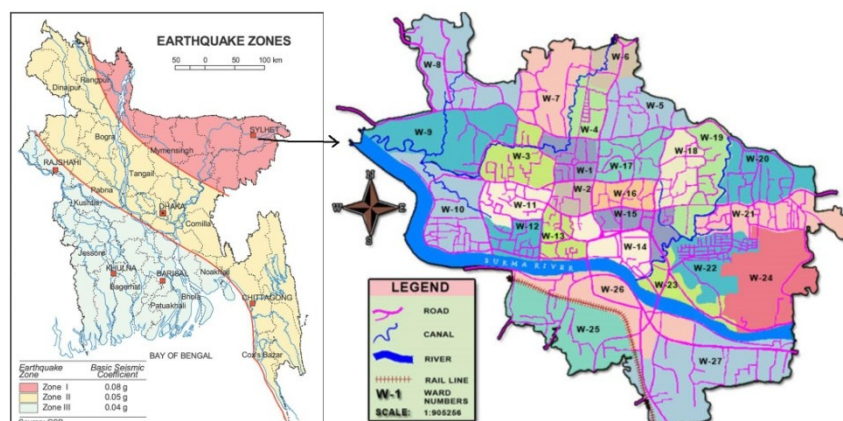 EARTHQUAKE ZONES
50 0 50 100 km
Rangpur
Dinajpur
SYLHET
Bogra
Mymensingh
RAJSHAHI
Tangail
Pabna
DHAKA
Kushtia
Comilla
Jessore
Noakhali
KHULNA
BARISAL
CHITTAGONG
Bagerhat
Bhola
Patuakhali
BAY OF BENGAL
Cox's Bazar
Earthquake Basic Seismic
Zone Coefficient
Zone I 0.08 g
Zone II 0.05 g
Zone III 0.04 g
W-8
W-6
W-7
W-5
W-9
W-4
W-19
W-3
W-18
W-20
W-1
W-17
W-2
W-16
W-11
W-10
W-15
W-21
W-12
W-13
W-14
W-22
W-24
W-23
W-26
W-25
W-27
SURMA RIVER
N
W E
S
LEGEND
ROAD
CANAL
RIVER
RAIL LINE
W-1 WARD
NUMBERS
SCALE: 1:905256